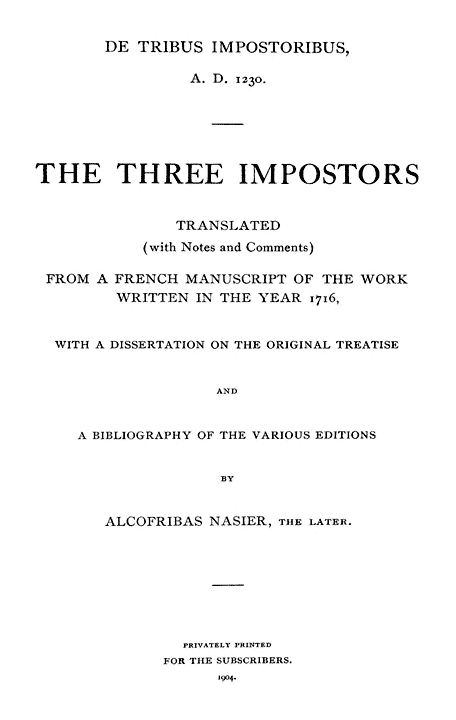 DE TRIBUS IMPOSTORIBUS,
A. D. 1230.
THE THREE IMPOSTORS
TRANSLATED
(with Notes and Comments)
FROM A FRENCH MANUSCRIPT OF THE WORK
WRITTEN IN THE YEAR 1716,
WITH A DISSERTATION ON THE ORIGINAL TREATISE
AND
A BIBLIOGRAPHY OF THE VARIOUS EDITIONS
BY
ALCOFRIBAS NASIER, THE LATER.
PRIVATELY PRINTED
FOR THE SUBSCRIBERS.
1904.